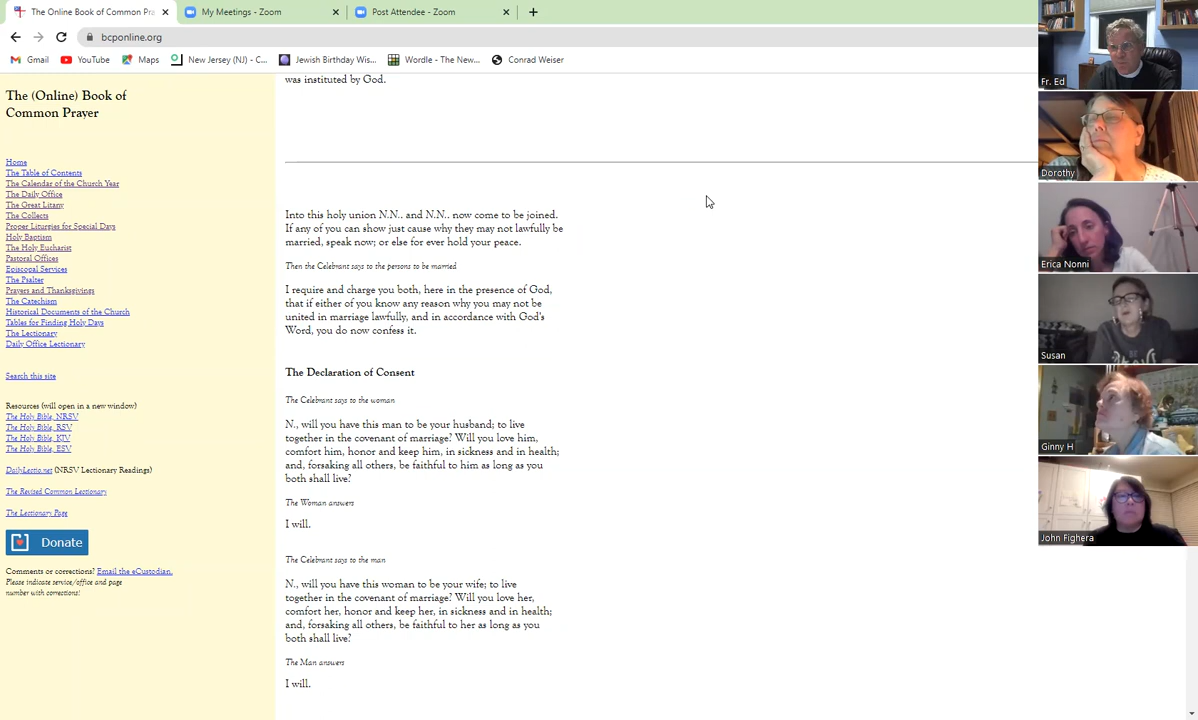 The Online Book of Common Pra
My Meetings - Zoom
Post Attendee - Zoom
bcponline.org
Gmail
YouTube
Maps
New Jersey (NJ) - C...
Jewish Birthday Wis...
Wordle - The New...
Conrad Weiser
The (Online) Book of
Common Prayer
Home
The Table of Contents
The Calendar of the Church Year
The Daily Office
The Great Litany
The Collects
Proper Liturgies for Special Days
Holy Baptism
The Holy Eucharist
Pastoral Offices
Episcopal Services
The Psalter
Prayers and Thanksgivings
The Catechism
Historical Documents of the Church
Tables for Finding Holy Days
The Lectionary
Daily Office Lectionary
Search this site
Resources (will open in a new window)
The Holy Bible, NRSV
The Holy Bible, RSV
The Holy Bible, KJV
The Holy Bible, ESV
DailyLectio.net (NRSV Lectionary Readings)
The Revised Common Lectionary
The Lectionary Page
Donate
Comments or corrections? Email the eCustodian.
Please indicate service/office and page
number with corrections!
was instituted by God.
Into this holy union N.N.. and N.N.. now come to be joined.
If any of you can show just cause why they may not lawfully be
married, speak now; or else for ever hold your peace.
Then the Celebrant says to the persons to be married
I require and charge you both, here in the presence of God,
that if either of you know any reason why you may not be
united in marriage lawfully, and in accordance with God's
Word, you do now confess it.
The Declaration of Consent
The Celebrant says to the woman
N., will you have this man to be your husband; to live
together in the covenant of marriage? Will you love him,
comfort him, honor and keep him, in sickness and in health;
and, forsaking all others, be faithful to him as long as you
both shall live?
The Woman answers
I will.
The Celebrant says to the man
N., will you have this woman to be your wife; to live
together in the covenant of marriage? Will you love her,
comfort her, honor and keep her, in sickness and in health;
and, forsaking all others, be faithful to her as long as you
both shall live?
The Man answers
I will.
Fr. Ed
Dorothy
Erica Nonni
Susan
Ginny H
John Fighera